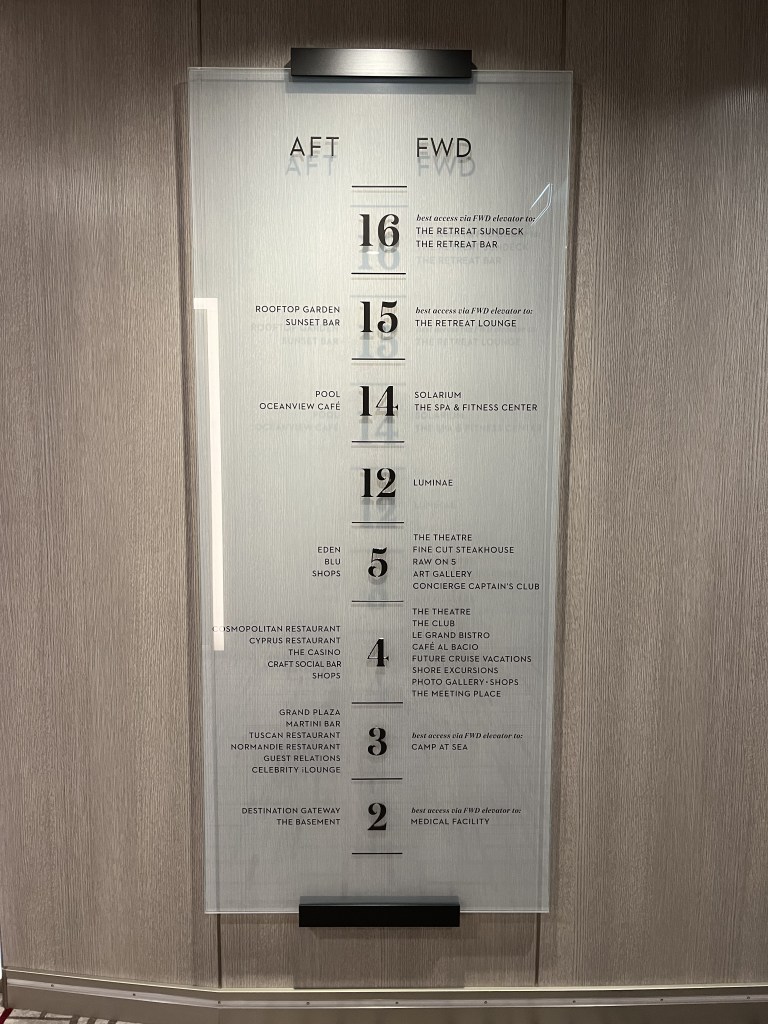 AFT FWD
16
best access via FWD elevator to:
THE RETREAT SUNDECK
THE RETREAT BAR
ROOFTOP GARDEN
SUNSET BAR
15
best access via FWD elevator to:
THE RETREAT LOUNGE
POOL
OCEANVIEW CAFÉ
14
SOLARIUM
THE SPA & FITNESS CENTER
12
LUMINAE
EDEN
BLU
SHOPS
5
THE THEATRE
FINE CUT STEAKHOUSE
RAW ON 5
ART GALLERY
CONCIERGE CAPTAIN'S CLUB
COSMOPOLITAN RESTAURANT
CYPRUS RESTAURANT
THE CASINO
CRAFT SOCIAL BAR
SHOPS
4
THE THEATRE
THE CLUB
LE GRAND BISTRO
CAFÉ AL BACIO
FUTURE CRUISE VACATIONS
SHORE EXCURSIONS
PHOTO GALLERY • SHOPS
THE MEETING PLACE
GRAND PLAZA
MARTINI BAR
TUSCAN RESTAURANT
NORMANDIE RESTAURANT
GUEST RELATIONS
CELEBRITY iLOUNGE
3
best access via FWD elevator to:
CAMP AT SEA
DESTINATION GATEWAY
THE BASEMENT
2
best access via FWD elevator to:
MEDICAL FACILITY